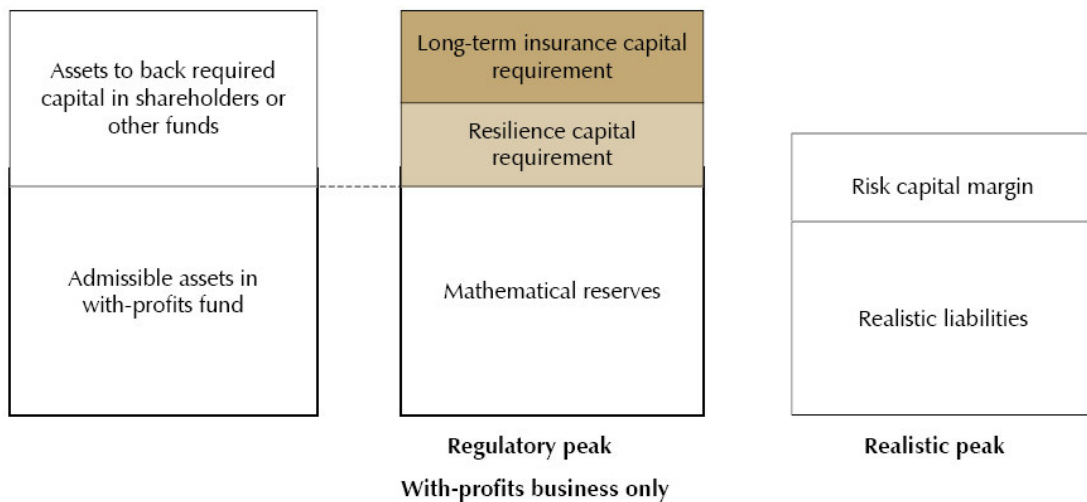 Assets to back required
capital in shareholders or
other funds
Admissible assets in
with-profits fund
Long-term insurance capital
requirement
Resilience capital
requirement
Mathematical reserves
Regulatory peak
With-profits business only
Risk capital margin
Realistic liabilities
Realistic peak